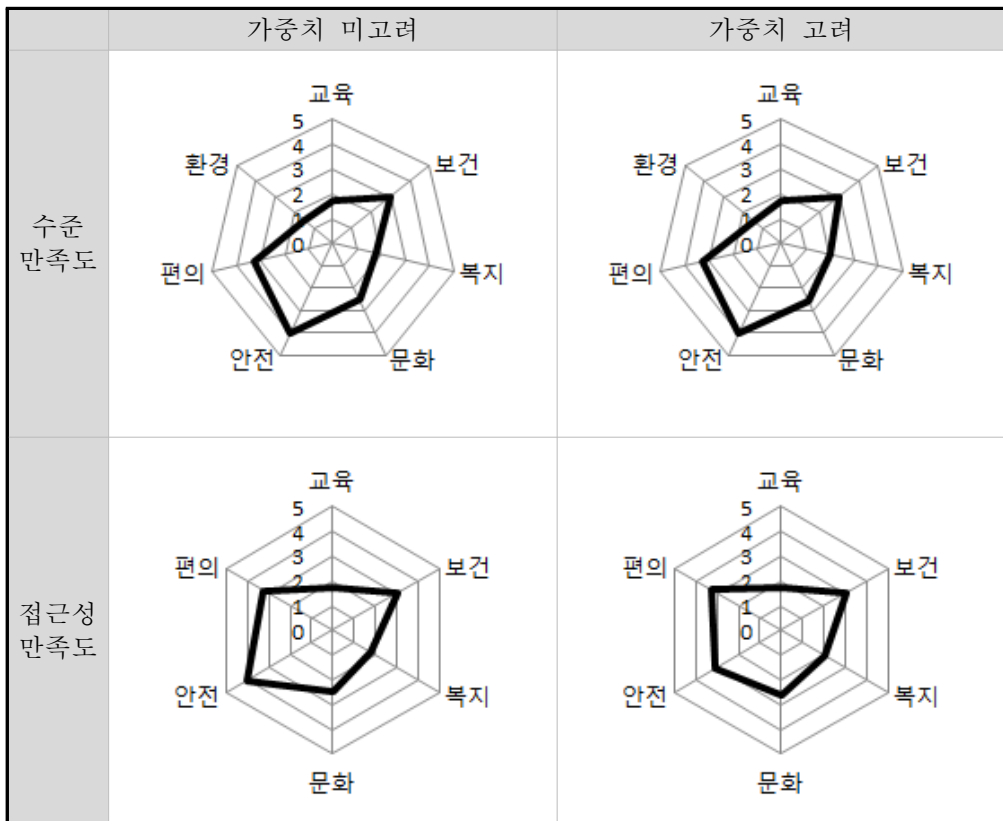 가중치 미고려
가중치 고려
수준
만족도
교육
보건
복지
문화
안전
편의
환경
5
4
3
2
1
0
교육
보건
복지
문화
안전
편의
환경
5
4
3
2
1
0
접근성
만족도
교육
보건
복지
문화
안전
편의
5
4
3
2
1
0
교육
보건
복지
문화
안전
편의
5
4
3
2
1
0